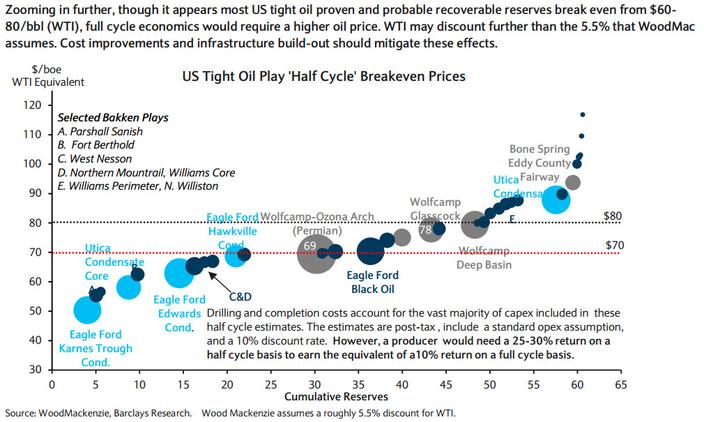 Zooming in further, though it appears most US tight oil proven and probable recoverable reserves break even from $60-
80/bbl (WTI), full cycle economics would require a higher oil price. WTI may discount further than the 5.5% that WoodMac
assumes. Cost improvements and infrastructure build-out should mitigate these effects.
$/boe
WTI Equivalent
US Tight Oil Play 'Half Cycle' Breakeven Prices
120
110
100
90
80
70
60
50
40
30
Selected Bakken Plays
A. Parshall Sanish
B. Fort Berthold
C. West Nesson
D. Northern Mountrail, Williams Core
E. Williams Perimeter, N. Williston
Bone Spring
Eddy County
Fairway
Utica
Condensa
Wolfcamp
Glasscock
$80
Eagle Ford
Hawkville
Cond.
Wolfcamp-Ozona Arch
(Permian)
78
E
69
$70
Utica
Condensate
Core
A
B
Wolfcamp
Deep Basin
Eagle Ford
Black Oil
C&D
Eagle Ford
Edwards
Cond.
Eagle Ford
Karnes Trough
Cond.
Drilling and completion costs account for the vast majority of capex included in these
half cycle estimates. The estimates are post-tax , include a standard opex assumption,
and a 10% discount rate. However, a producer would need a 25-30% return on a
half cycle basis to earn the equivalent of a10% return on a full cycle basis.
0 5 10 15 20 25 30 35 40 45 50 55 60 65
Cumulative Reserves
Source: WoodMackenzie, Barclays Research. Wood Mackenzie assumes a roughly 5.5% discount for WTI.